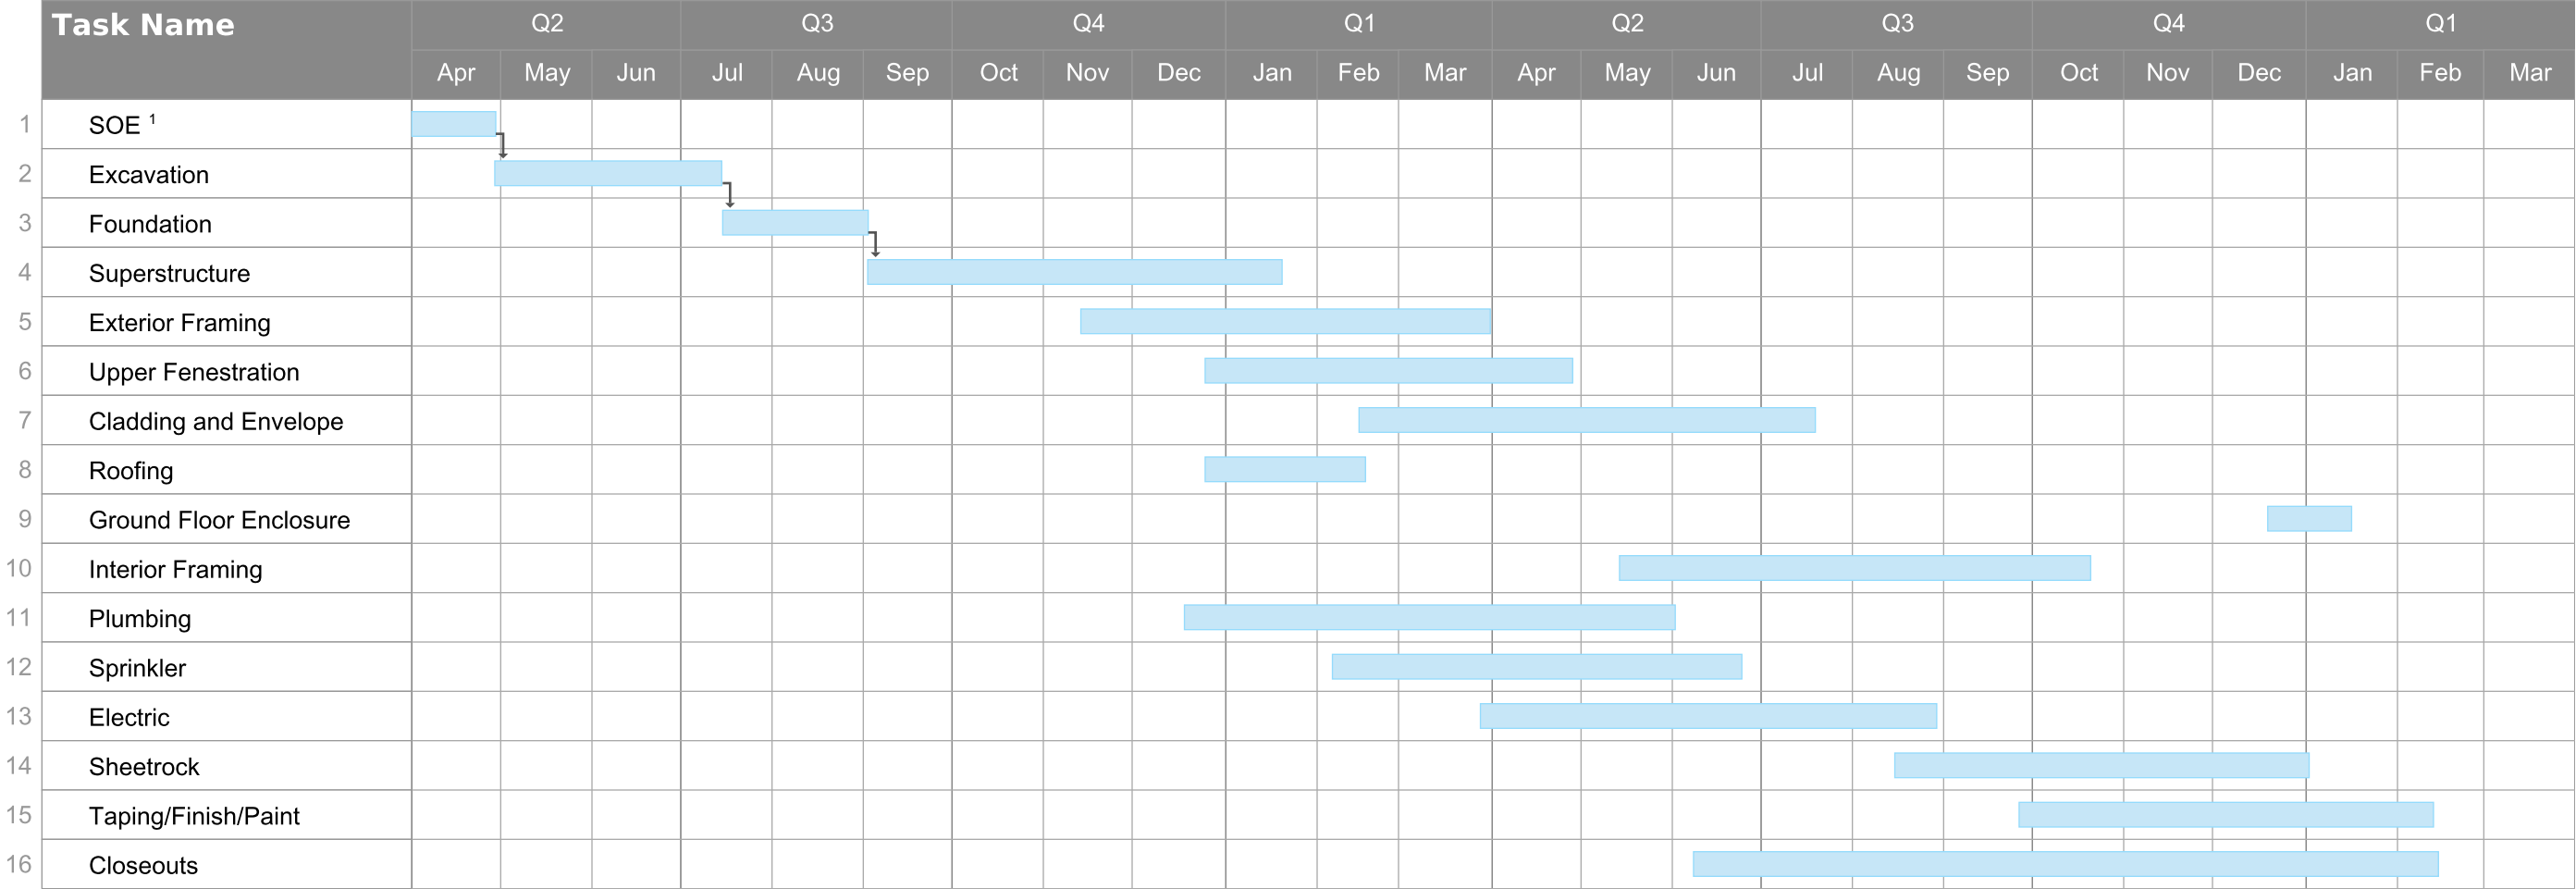 Task Name
Q2 Q3 Q4 Q1 Q2 Q3 Q4 Q1
Apr May Jun Jul Aug Sep Oct Nov Dec Jan Feb Mar Apr May Jun Jul Aug Sep Oct Nov Dec Jan Feb Mar
1 SOE ¹
2 Excavation
3 Foundation
4 Superstructure
5 Exterior Framing
6 Upper Fenestration
7 Cladding and Envelope
8 Roofing
9 Ground Floor Enclosure
10 Interior Framing
11 Plumbing
12 Sprinkler
13 Electric
14 Sheetrock
15 Taping/Finish/Paint
16 Closeouts